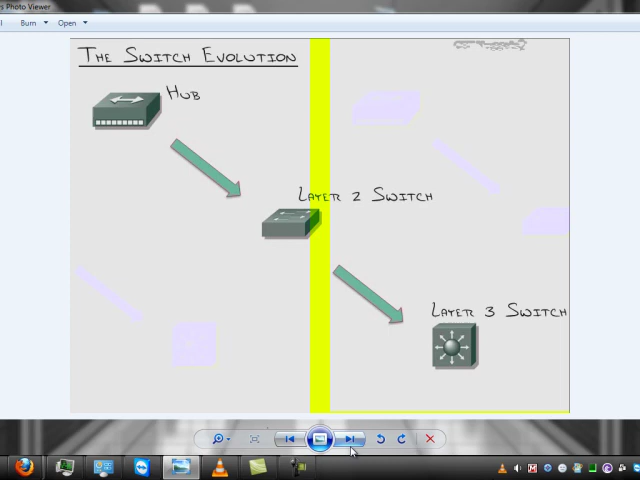 s Photo Viewer
Burn
Open
THE SWITCH EVOLUTION
HUB
LAYER 2 SWITCH
LAYER 3 SWITCH